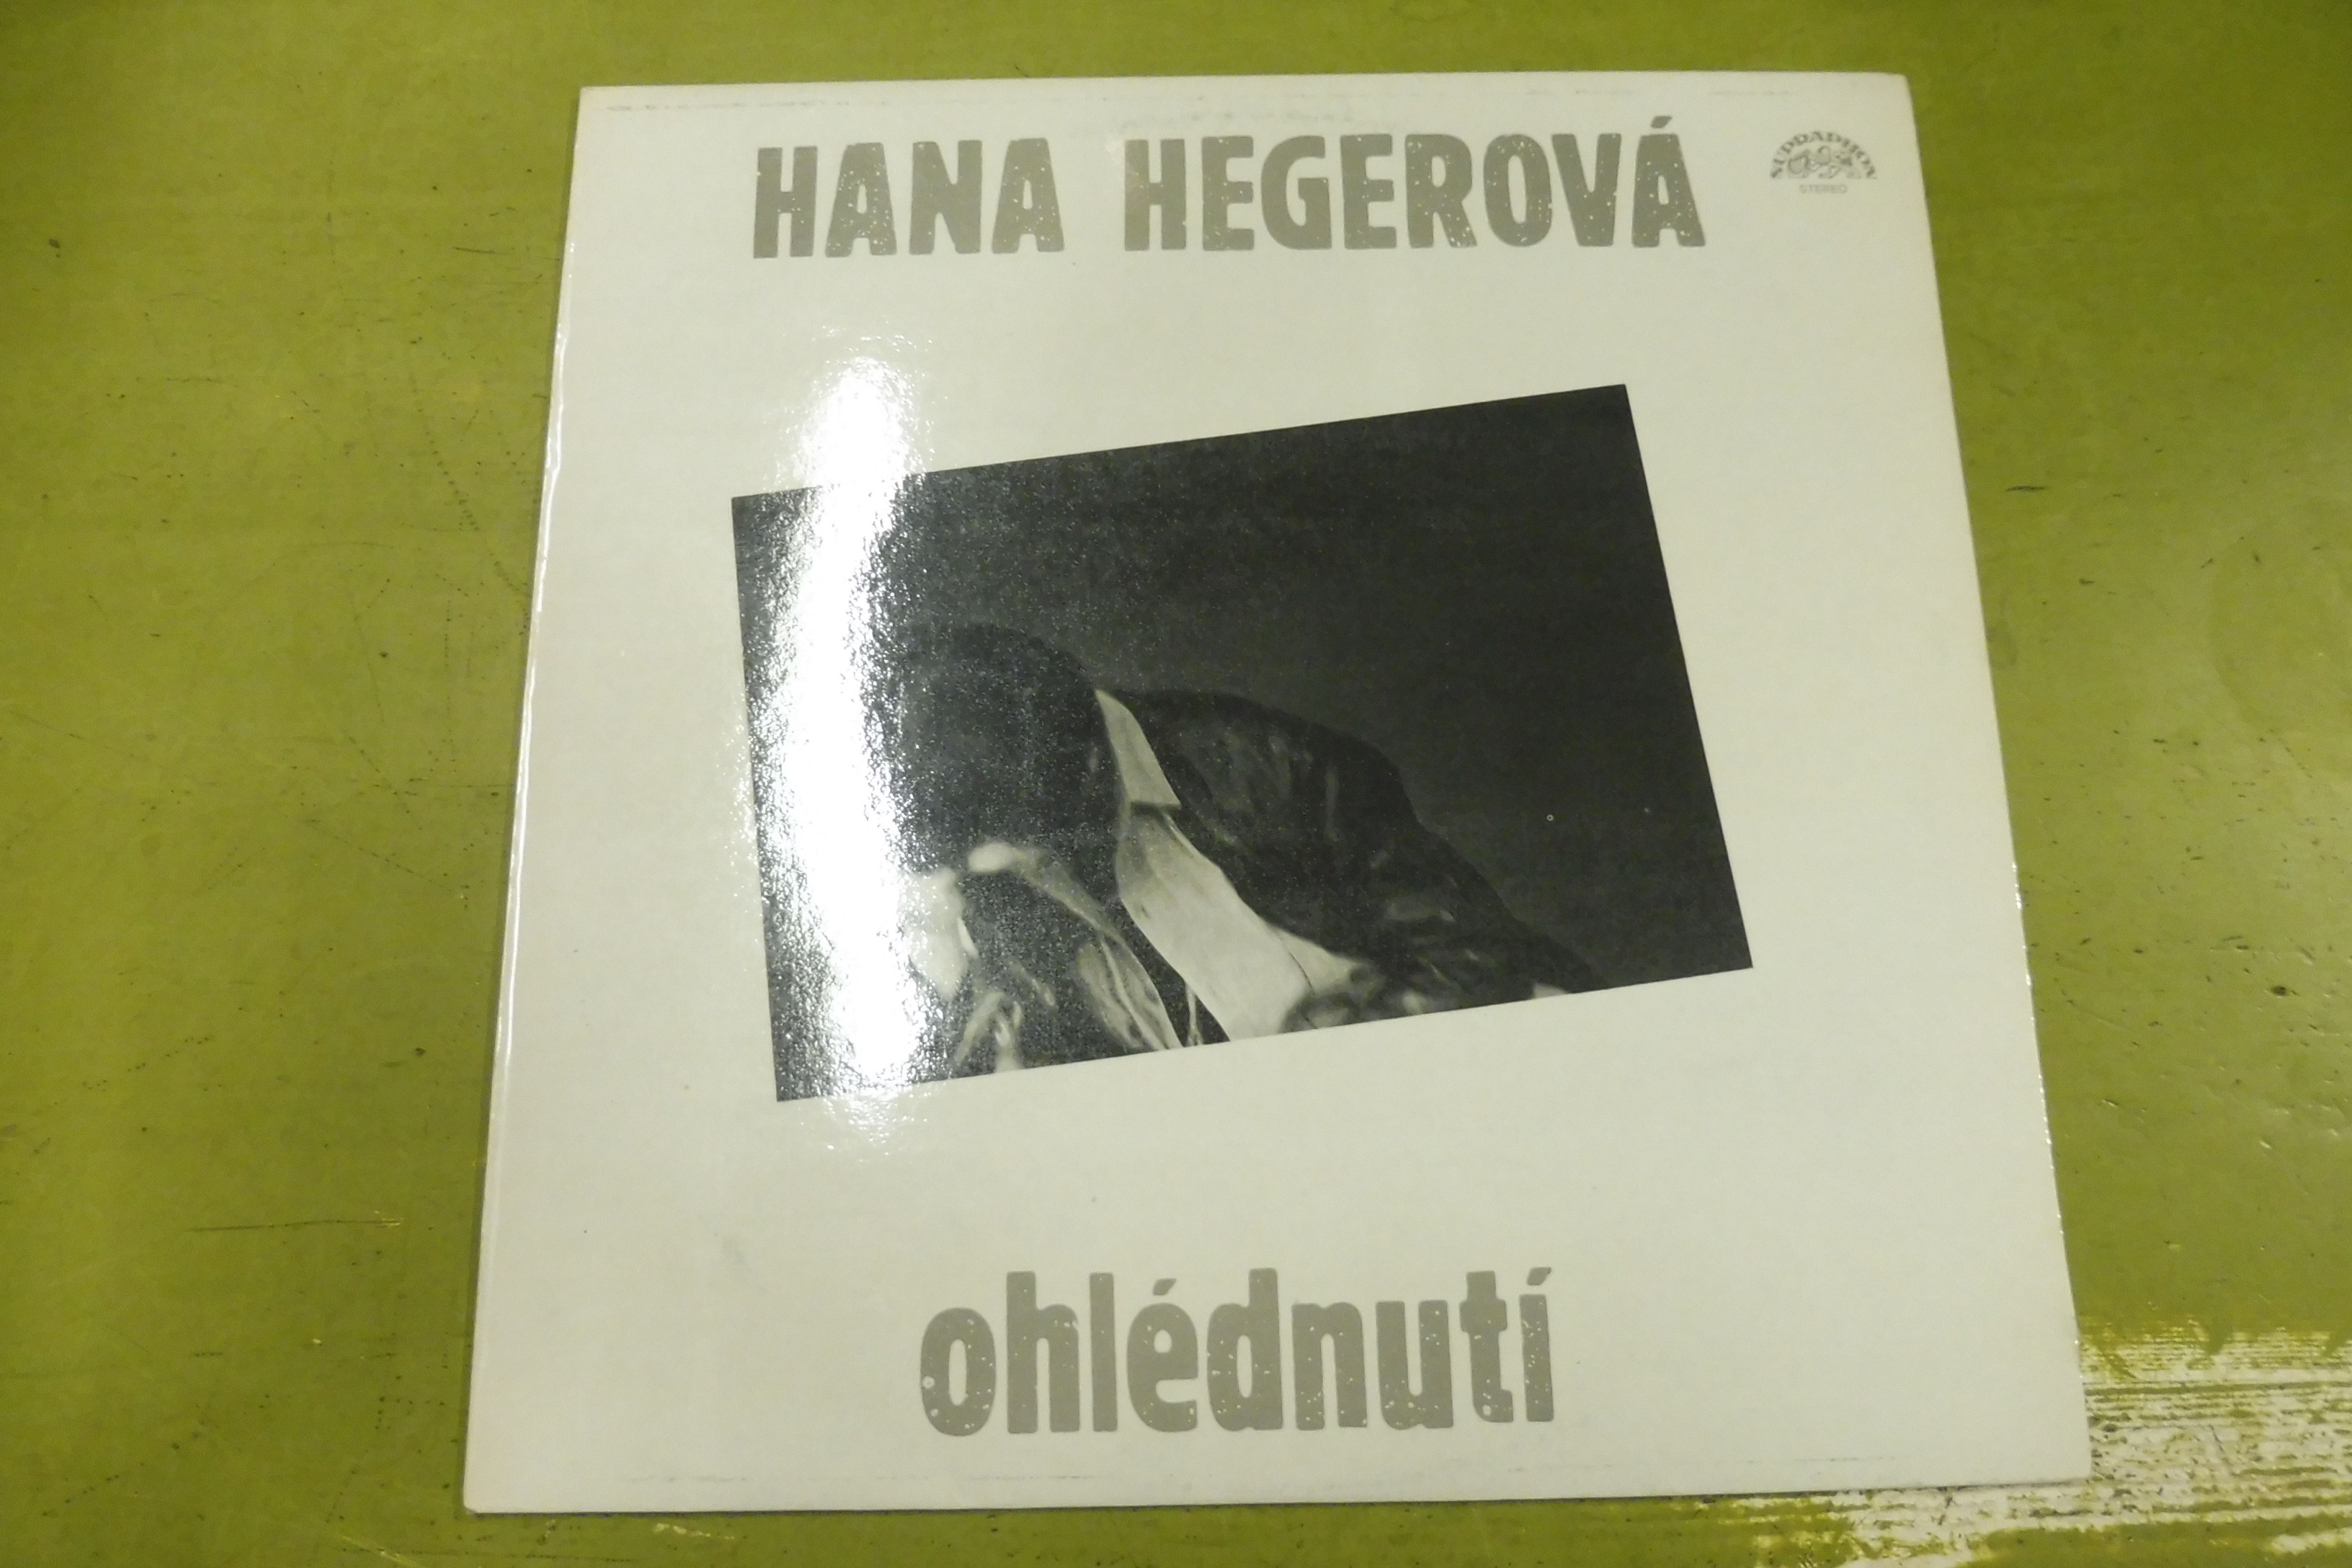 HANA HEGEROVÁ
SUPRAPHON
STEREO
ohlédnutí